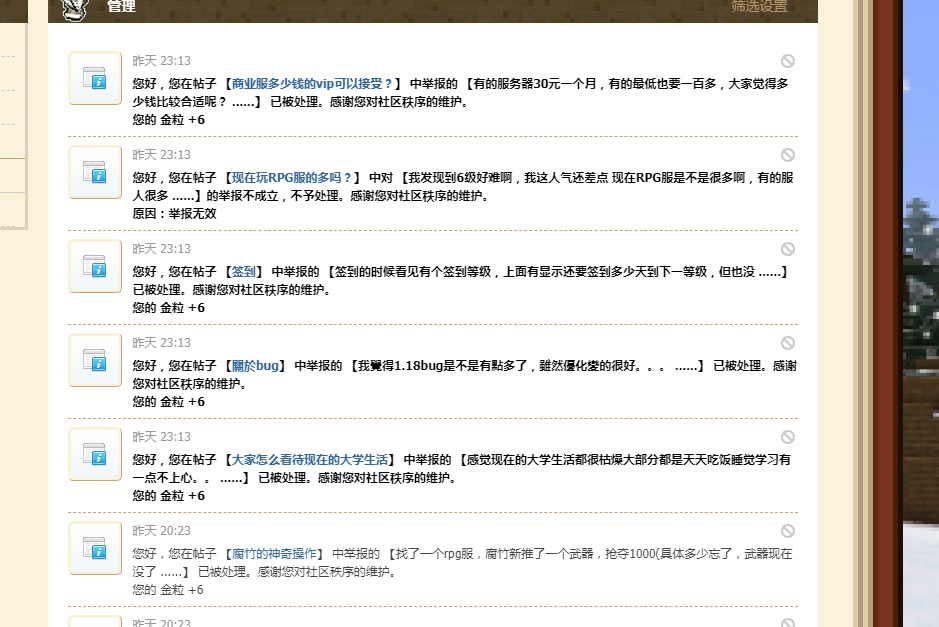 管理
筛选设置
昨天 23:13
您好，您在帖子 【商业服多少钱的vip可以接受？】 中举报的 【有的服务器30元一个月，有的最低也要一百多，大家觉得多
少钱比较合适呢？ ......】 已被处理。感谢您对社区秩序的维护。
您的 金粒 +6
昨天 23:13
您好，您在帖子 【现在玩RPG服的多吗？】 中对 【我发现到6级好难啊，我这人气还差点 现在RPG服是不是很多啊，有的服
人很多 ......】的举报不成立，不予处理。感谢您对社区秩序的维护。
原因：举报无效
昨天 23:13
您好，您在帖子 【签到】 中举报的 【签到的时候看见有个签到等级，上面有显示还要签到多少天到下一等级，但也没 ......】
已被处理。感谢您对社区秩序的维护。
您的 金粒 +6
昨天 23:13
您好，您在帖子 【關於bug】 中举报的 【我覺得1.18bug是不是有點多了，雖然優化變的很好。。。 ......】 已被处理。感谢
您对社区秩序的维护。
您的 金粒 +6
昨天 23:13
您好，您在帖子 【大家怎么看待现在的大学生活】 中举报的 【感觉现在的大学生活都很枯燥大部分都是天天吃饭睡觉学习有
一点不上心。。 ......】 已被处理。感谢您对社区秩序的维护。
您的 金粒 +6
昨天 20:23
您好，您在帖子 【腐竹的神奇操作】 中举报的 【找了一个rpg服，腐竹新推了一个武器，抢夺1000(具体多少忘了，武器现在
没了 ......】 已被处理。感谢您对社区秩序的维护。
您的 金粒 +6
昨天 20:23